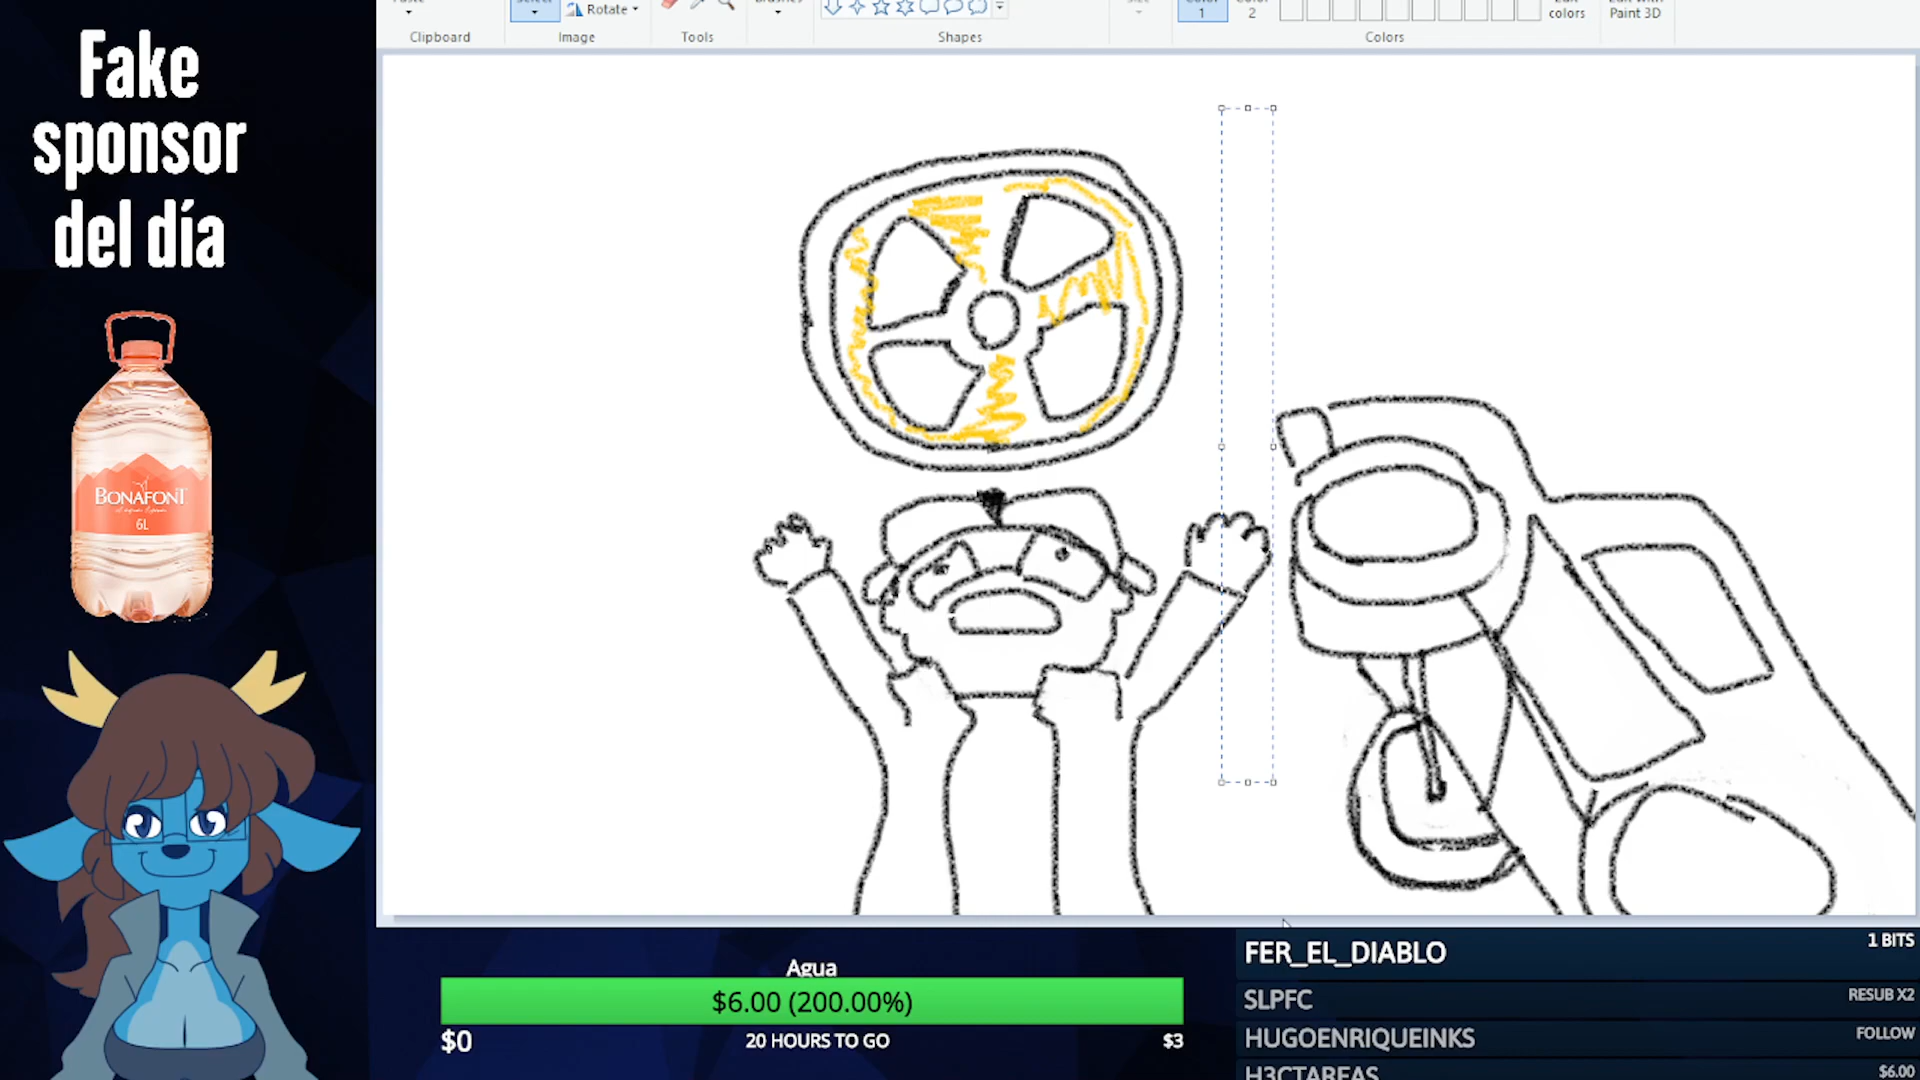 Fake
sponsor
del día
BONAFONT
6L
Rotate
Clipboard
Image
Tools
Shapes
1
2
colors
Paint 3D
Colors
Agua
$6.00 (200.00%)
$0
20 HOURS TO GO
$3
FER_EL_DIABLO
1 BITS
SLPFC
RESUB X2
HUGOENRIQUEINKS
FOLLOW
H3CTAREAS
$6.00